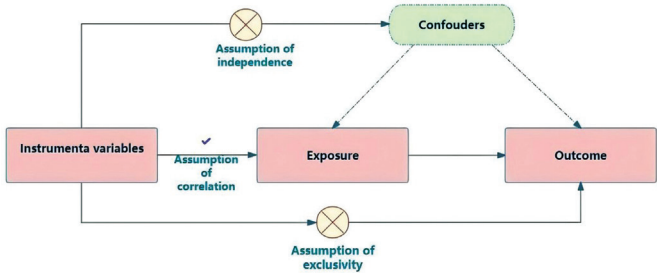 Confouders
Assumption of
independence
Instrumenta variables
Assumption
of
correlation
Exposure
Outcome
Assumption of
exclusivity